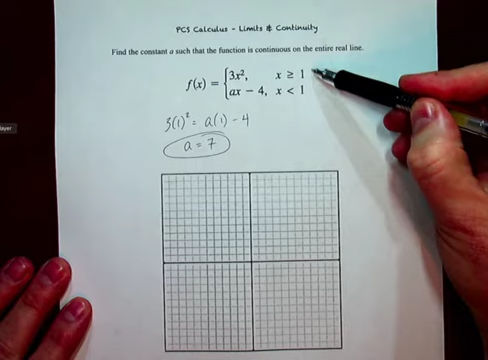 PCS Calculus - Limits & Continuity
Find the constant a such that the function is continuous on the entire real line.
f(x) = { 3x², x ≥ 1
ax − 4, x < 1
3(1)² = a(1) - 4
a = 7
layer